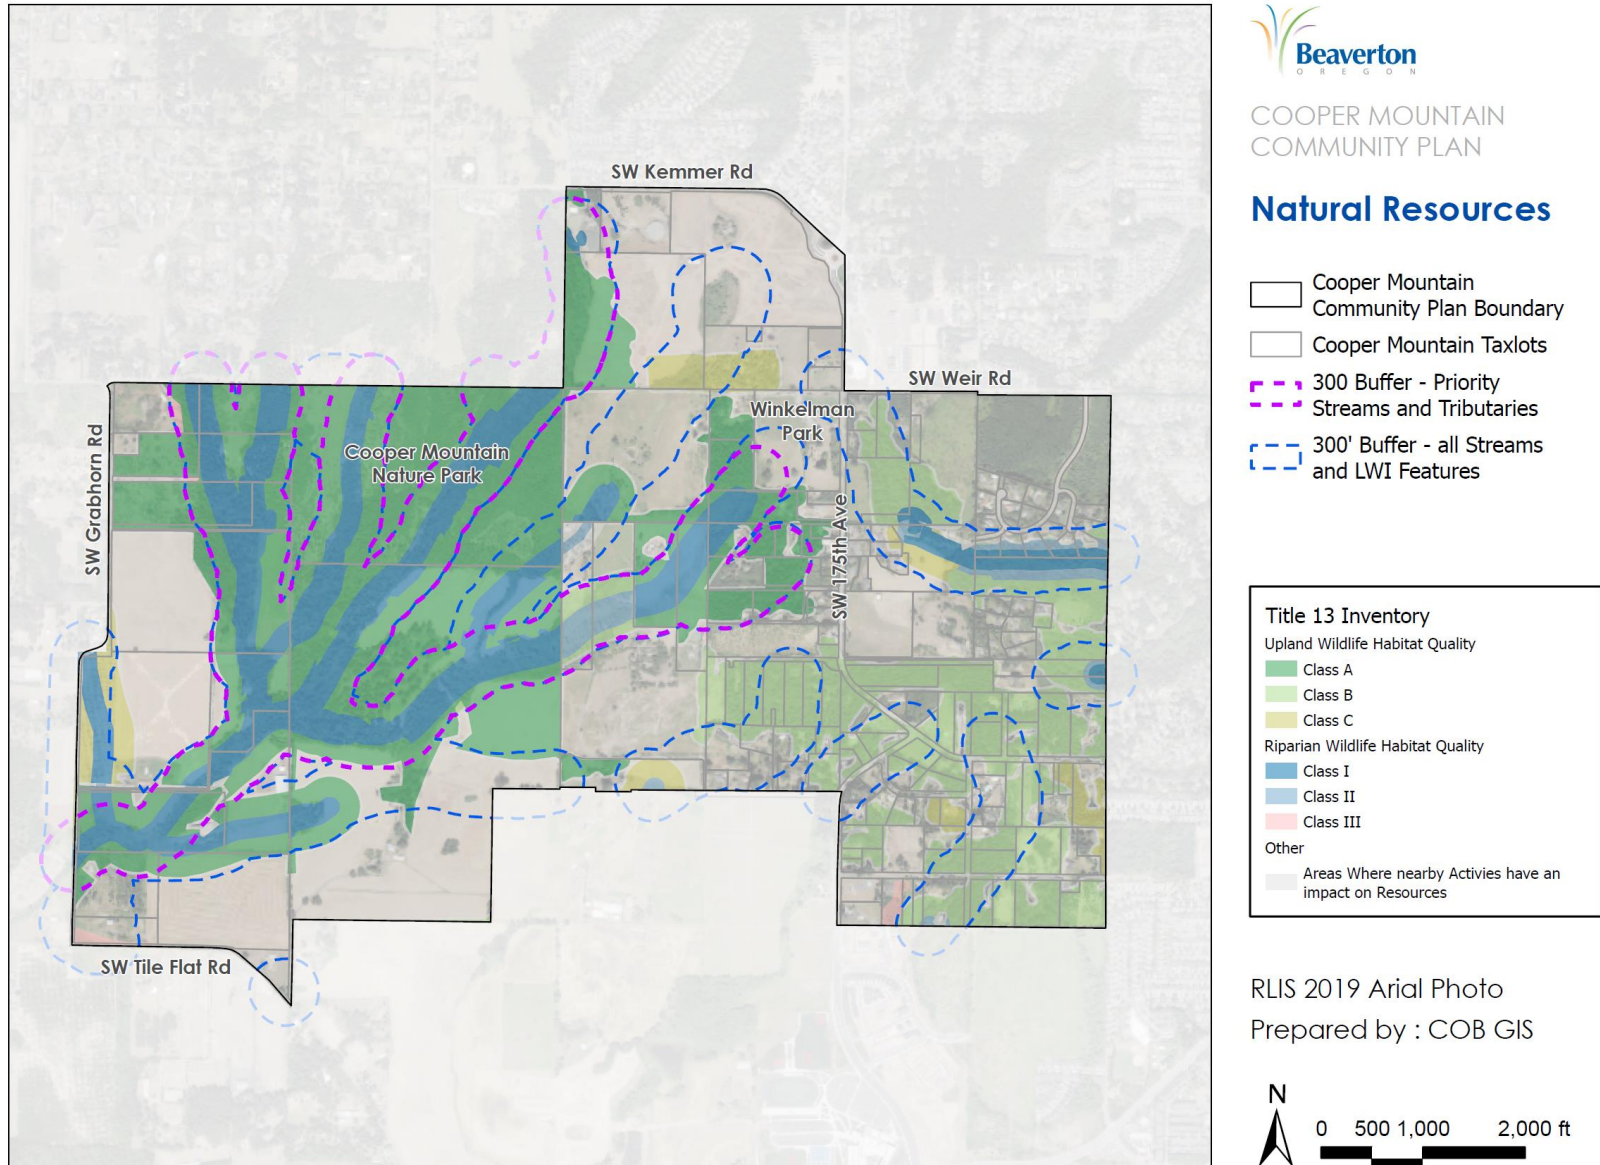 SW Kemmer Rd
SW Weir Rd
Winkelman
Park
Cooper Mountain
Nature Park
SW Grabhorn Rd
SW 175th Ave
SW Tile Flat Rd
Beaverton
OREGON
COOPER MOUNTAIN
COMMUNITY PLAN
Natural Resources
Cooper Mountain
Community Plan Boundary
Cooper Mountain Taxlots
300 Buffer - Priority
Streams and Tributaries
300' Buffer - all Streams
and LWI Features
Title 13 Inventory
Upland Wildlife Habitat Quality
Class A
Class B
Class C
Riparian Wildlife Habitat Quality
Class I
Class II
Class III
Other
Areas Where nearby Activies have an
impact on Resources
RLIS 2019 Arial Photo
Prepared by : COB GIS
N
0 500 1,000 2,000 ft